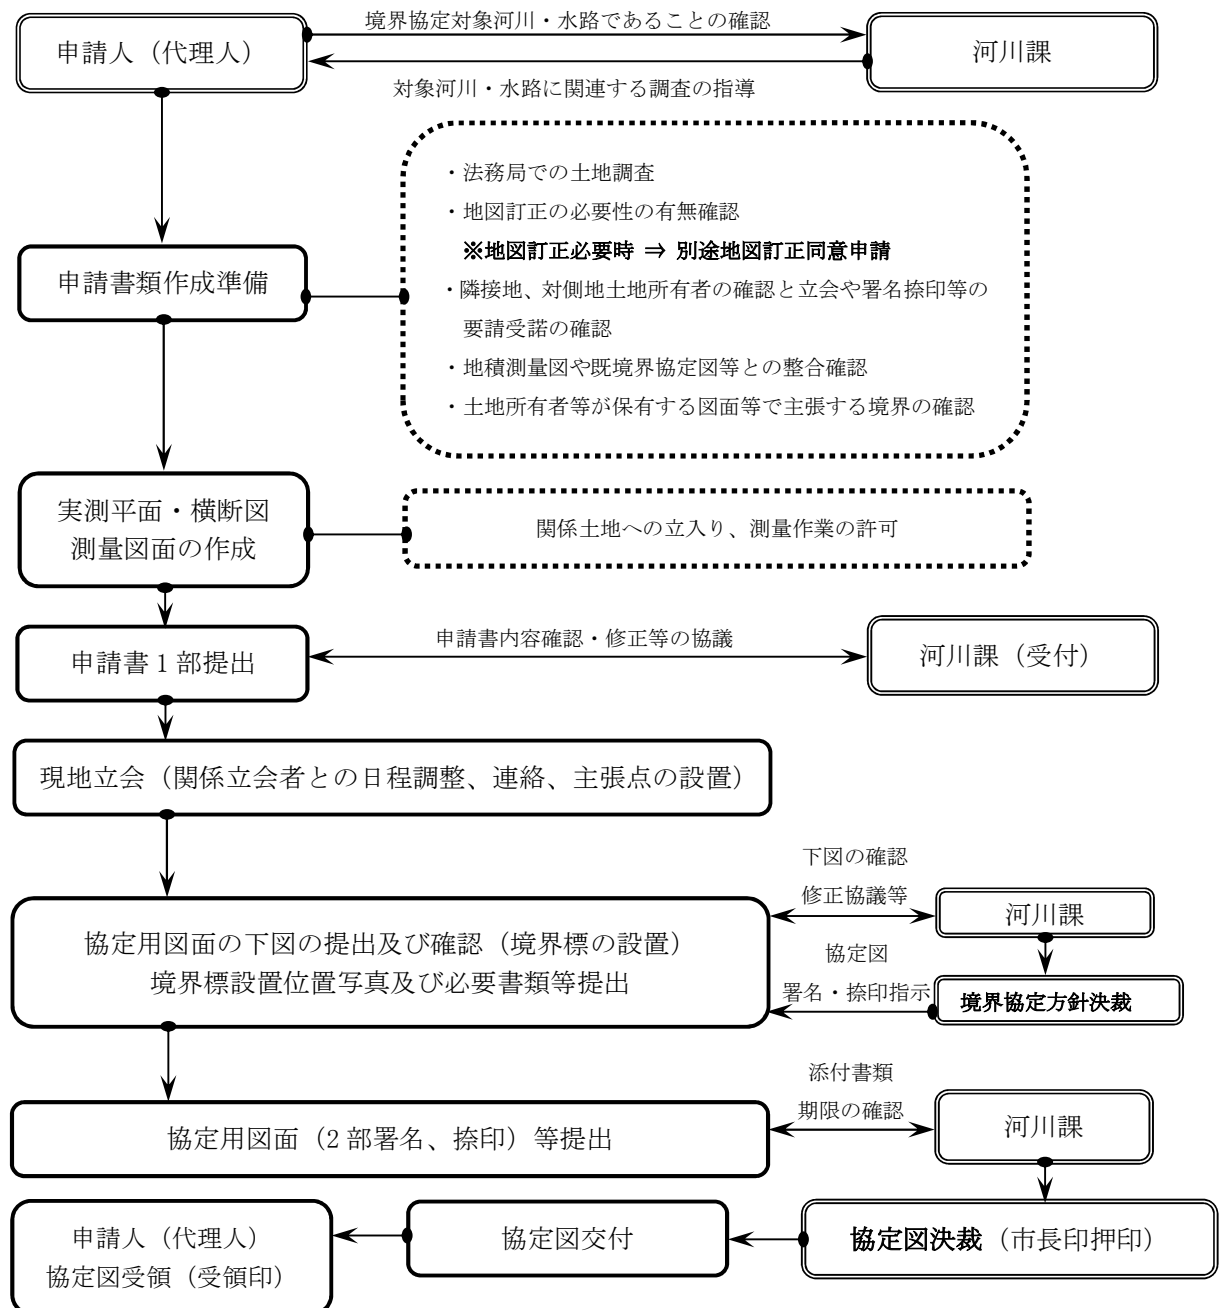 境界協定対象河川・水路であることの確認
申請人（代理人）
河川課
対象河川・水路に関連する調査の指導
・法務局での土地調査
・地図訂正の必要性の有無確認
※地図訂正必要時 ⇒ 別途地図訂正同意申請
・隣接地、対側地土地所有者の確認と立会や署名捺印等の
要請受諾の確認
・地積測量図や既境界協定図等との整合確認
・土地所有者等が保有する図面等で主張する境界の確認
申請書類作成準備
実測平面・横断図
測量図面の作成
関係土地への立入り、測量作業の許可
申請書内容確認・修正等の協議
申請書 1 部提出
河川課（受付）
現地立会（関係立会者との日程調整、連絡、主張点の設置）
下図の確認
修正協議等
河川課
協定用図面の下図の提出及び確認（境界標の設置）
境界標設置位置写真及び必要書類等提出
協定図
署名・捺印指示
境界協定方針決裁
添付書類
期限の確認
河川課
協定用図面（2 部署名、捺印）等提出
協定図決裁（市長印押印）
協定図交付
申請人（代理人）
協定図受領（受領印）